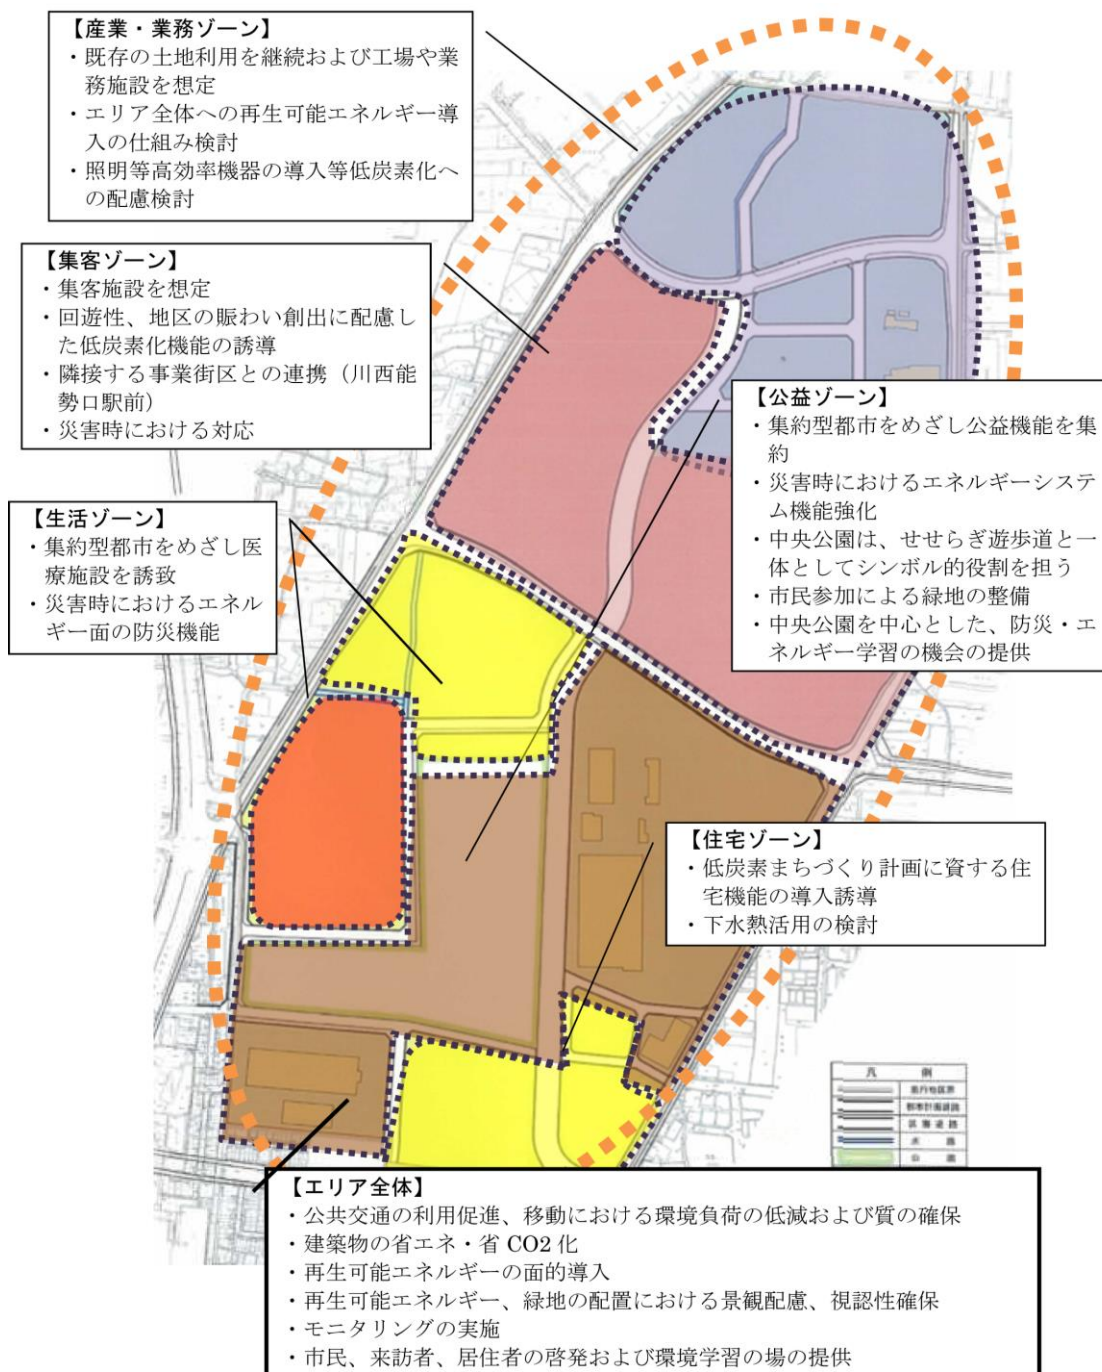 【産業・業務ゾーン】
・既存の土地利用を継続および工場や業
務施設を想定
・エリア全体への再生可能エネルギー導
入の仕組み検討
・照明等高効率機器の導入等低炭素化へ
の配慮検討
【集客ゾーン】
・集客施設を想定
・回遊性、地区の賑わい創出に配慮し
た低炭素化機能の誘導
・隣接する事業街区との連携（川西能
勢口駅前）
・災害時における対応
【公益ゾーン】
・集約型都市をめざし公益機能を集
約
・災害時におけるエネルギーシステ
ム機能強化
・中央公園は、せせらぎ遊歩道と一
体としてシンボル的役割を担う
・市民参加による緑地の整備
・中央公園を中心とした、防災・エ
ネルギー学習の機会の提供
【生活ゾーン】
・集約型都市をめざし医
療施設を誘致
・災害時におけるエネル
ギー面の防災機能
【住宅ゾーン】
・低炭素まちづくり計画に資する住
宅機能の導入誘導
・下水熱活用の検討
凡 例
施行地区界
都市計画道路
区画道路
水 路
公 園
【エリア全体】
・公共交通の利用促進、移動における環境負荷の低減および質の確保
・建築物の省エネ・省 CO2 化
・再生可能エネルギーの面的導入
・再生可能エネルギー、緑地の配置における景観配慮、視認性確保
・モニタリングの実施
・市民、来訪者、居住者の啓発および環境学習の場の提供